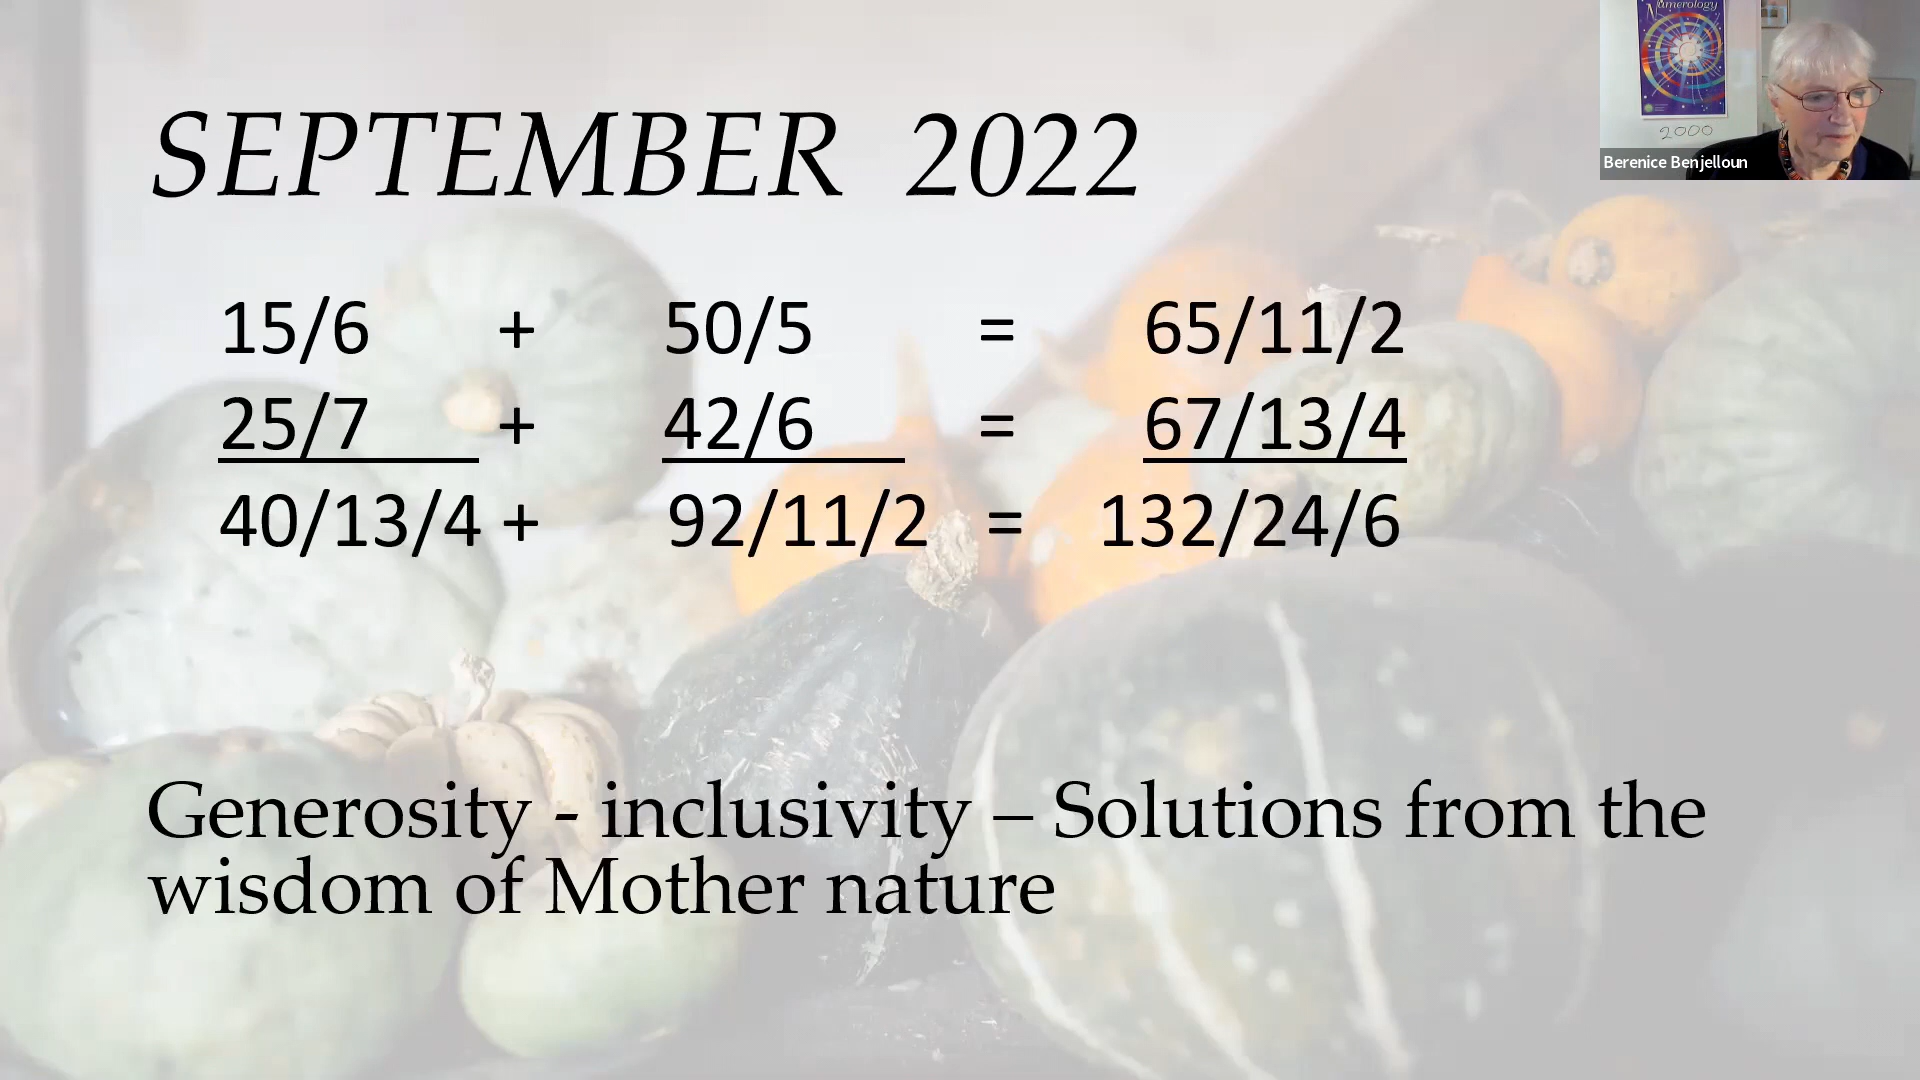 Numerology
2000
Berenice Benjelloun
SEPTEMBER 2022
15/6 + 50/5 = 65/11/2
25/7 + 42/6 = 67/13/4
40/13/4 + 92/11/2 = 132/24/6
Generosity - inclusivity – Solutions from the
wisdom of Mother nature